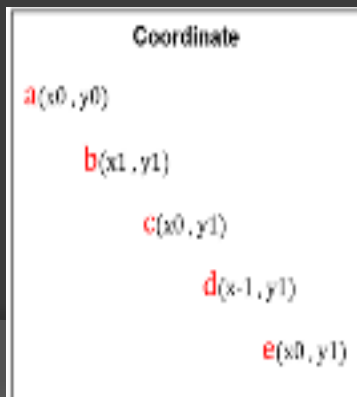 Coordinate
a(x0, y0)
b(x1, y1)
c(x0, y1)
d(x-1, y1)
e(x0, y1)